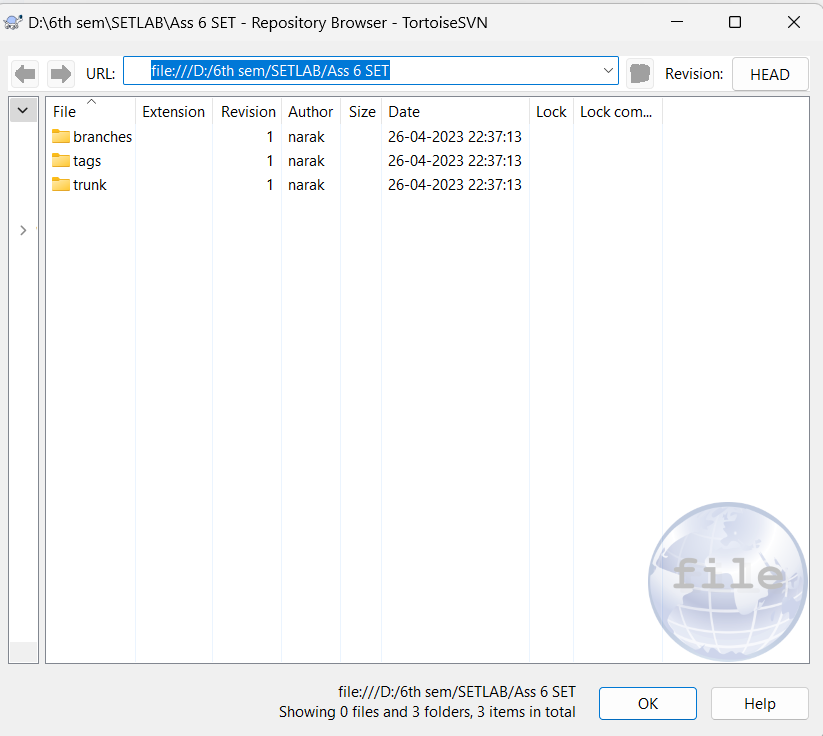 D:\6th sem\SETLAB\Ass 6 SET - Repository Browser - TortoiseSVN
URL: file:///D:/6th sem/SETLAB/Ass 6 SET Revision: HEAD
File Extension Revision Author Size Date Lock Lock com...
branches 1 narak 26-04-2023 22:37:13
tags 1 narak 26-04-2023 22:37:13
trunk 1 narak 26-04-2023 22:37:13
file
file:///D:/6th sem/SETLAB/Ass 6 SET
Showing 0 files and 3 folders, 3 items in total
OK Help